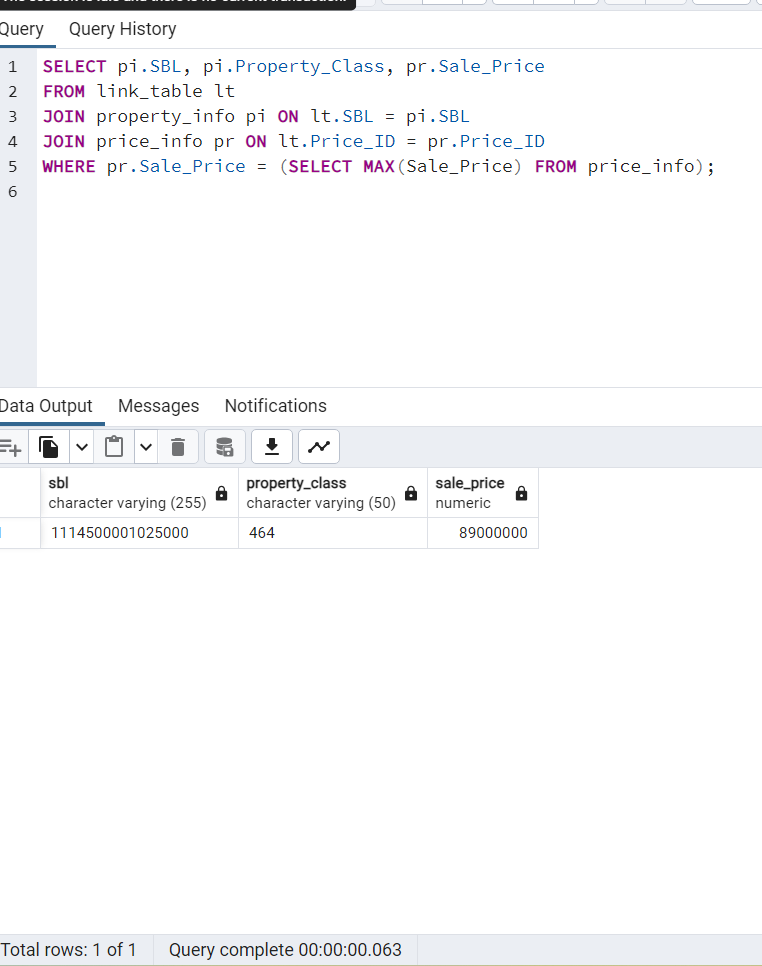 Query Query History
1 SELECT pi.SBL, pi.Property_Class, pr.Sale_Price
2 FROM link_table lt
3 JOIN property_info pi ON lt.SBL = pi.SBL
4 JOIN price_info pr ON lt.Price_ID = pr.Price_ID
5 WHERE pr.Sale_Price = (SELECT MAX(Sale_Price) FROM price_info);
6
Data Output Messages Notifications
sbl property_class sale_price
character varying (255) character varying (50) numeric
1114500001025000 464 89000000
Total rows: 1 of 1 Query complete 00:00:00.063